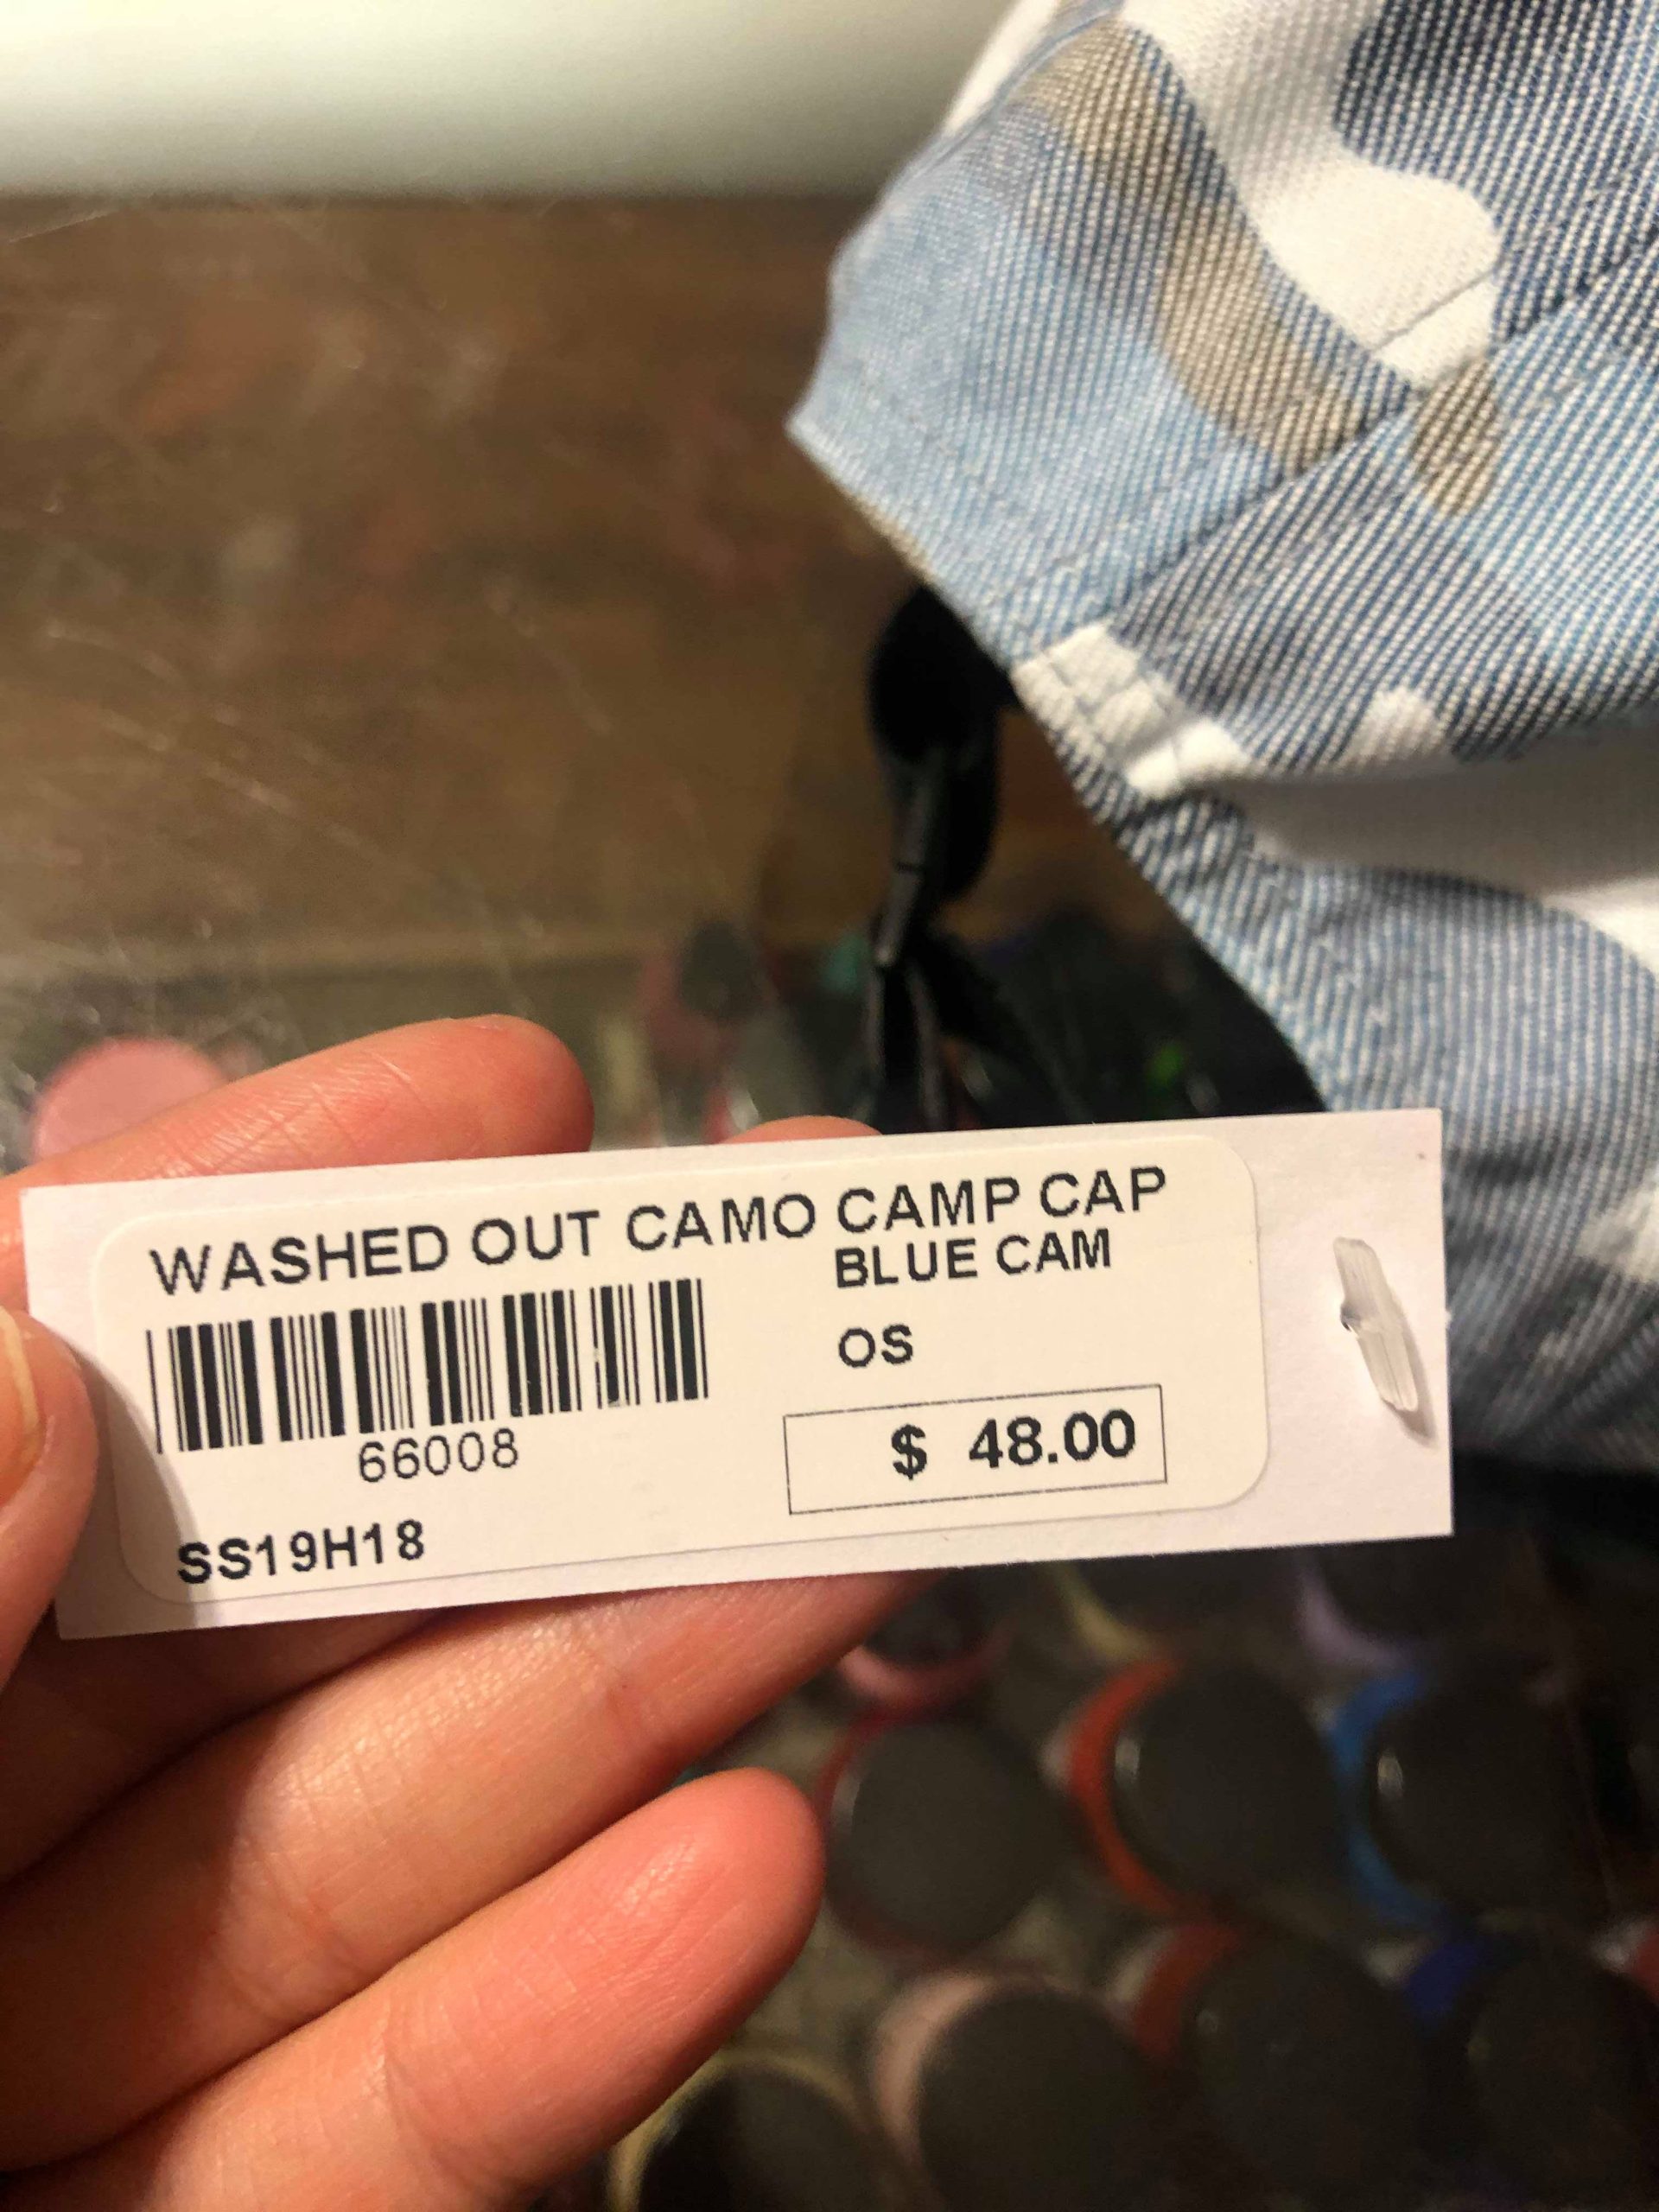 WASHED OUT CAMO CAMP CAP
BLUE CAM
OS
66008
$ 48.00
SS19H18